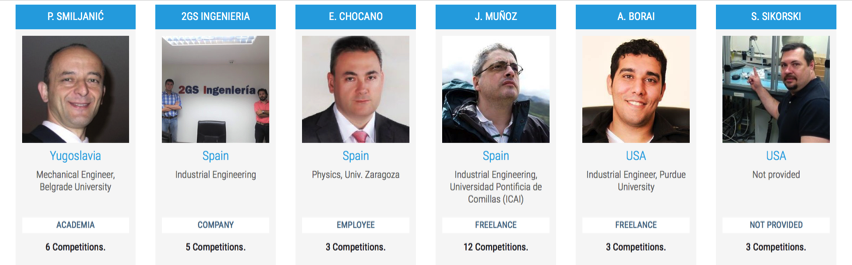 P. SMILJANIĆ
2GS INGENIERIA
E. CHOCANO
J. MUÑOZ
A. BORAI
S. SIKORSKI
2GS Ingeniería
Yugoslavia
Spain
Spain
Spain
USA
USA
Mechanical Engineer,
Belgrade University
Industrial Engineering
Physics, Univ. Zaragoza
Industrial Engineering,
Universidad Pontificia de
Comillas (ICAI)
Industrial Engineer, Purdue
University
Not provided
ACADEMIA
COMPANY
EMPLOYEE
FREELANCE
FREELANCE
NOT PROVIDED
6 Competitions.
5 Competitions.
3 Competitions.
12 Competitions.
3 Competitions.
3 Competitions.